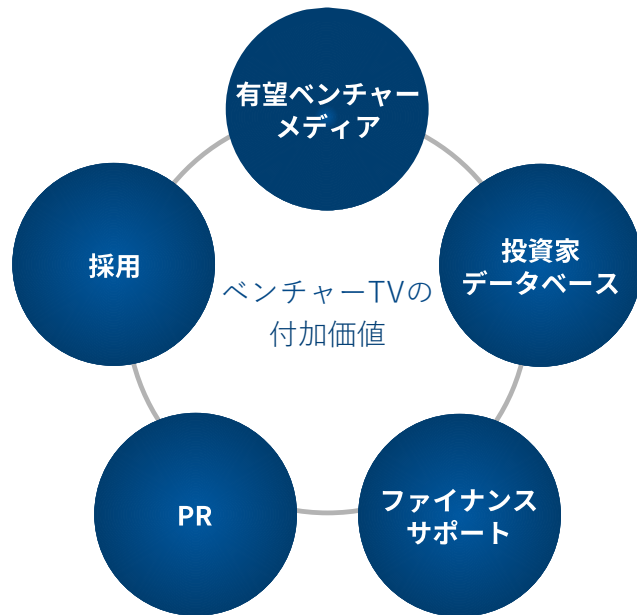 有望ベンチャー
メディア
投資家
データベース
ファイナンス
サポート
PR
採用
ベンチャーTVの
付加価値